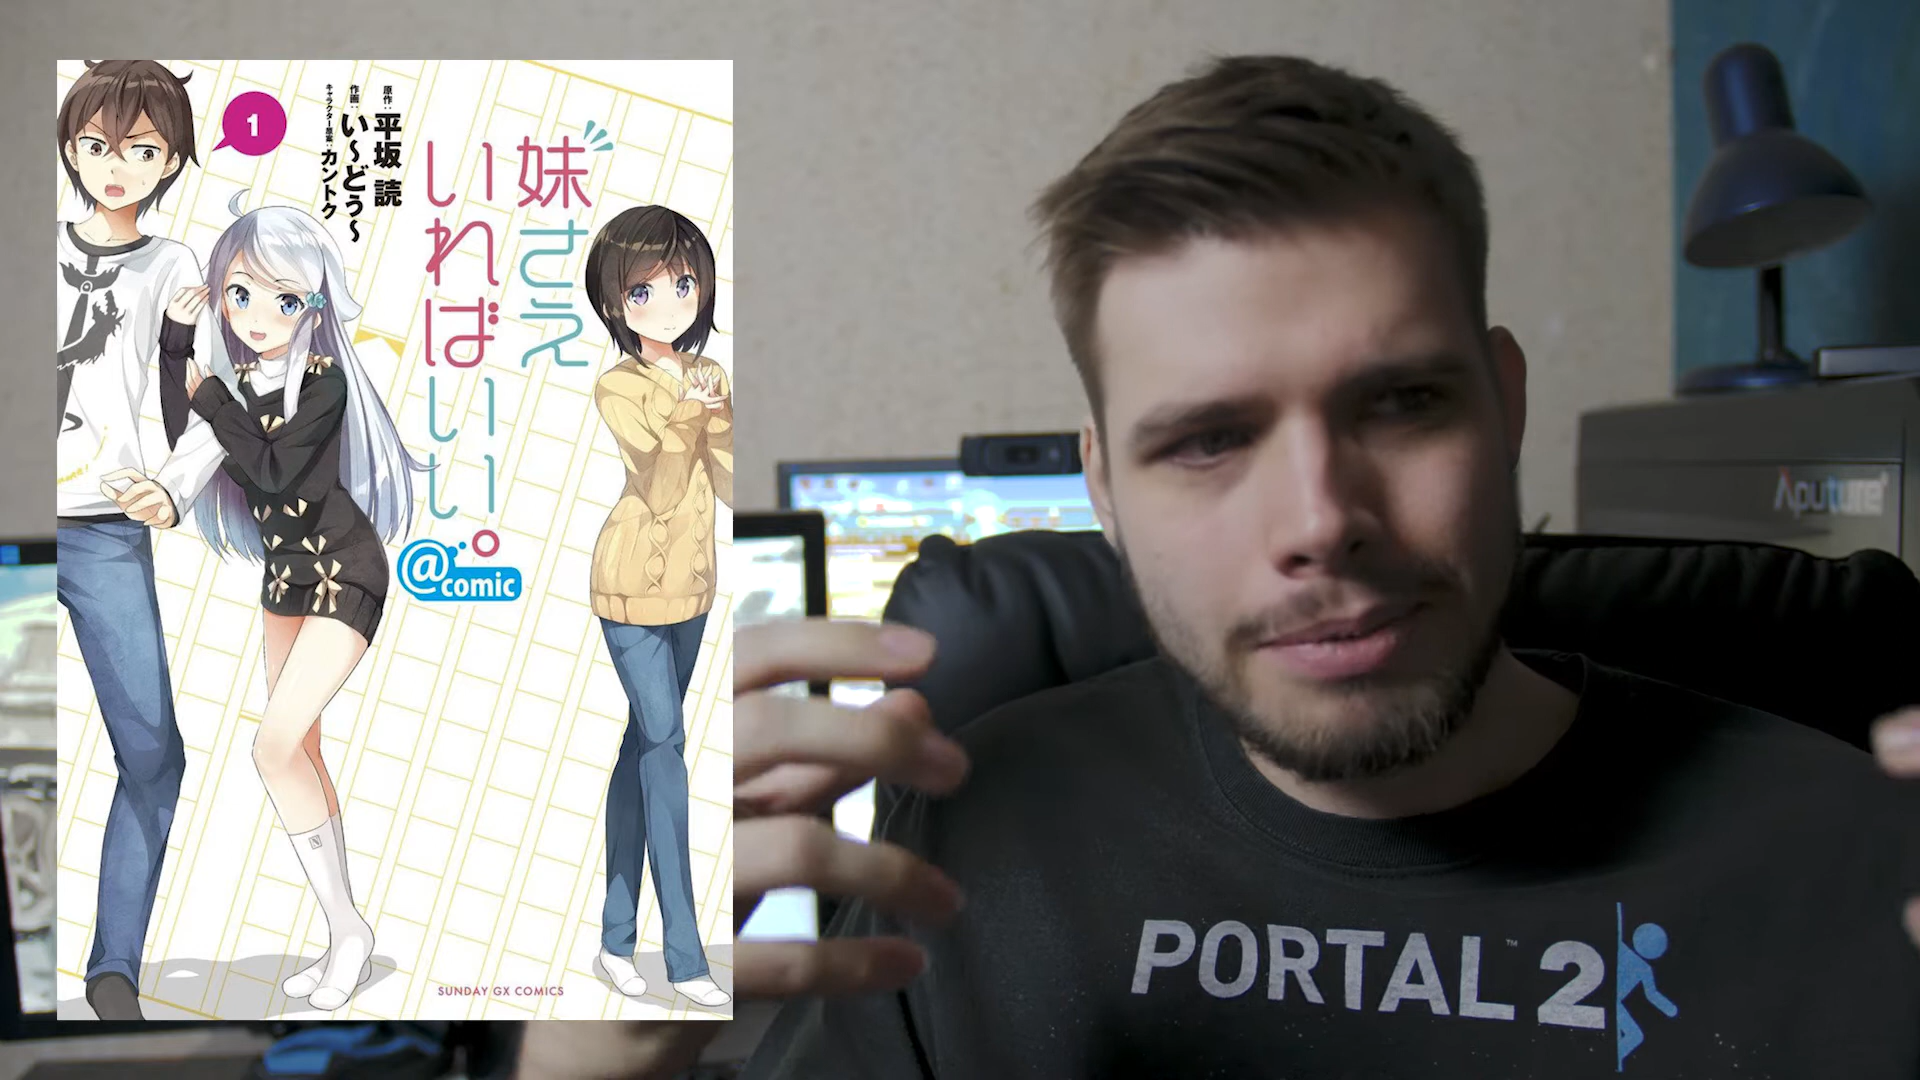 1
原作:平坂 読
作画:い〜どぅ〜
キャラクター原案:カントク
妹さえ
いればいい。
@comic
SUNDAY GX COMICS
N
Aputure
PORTAL 2
™